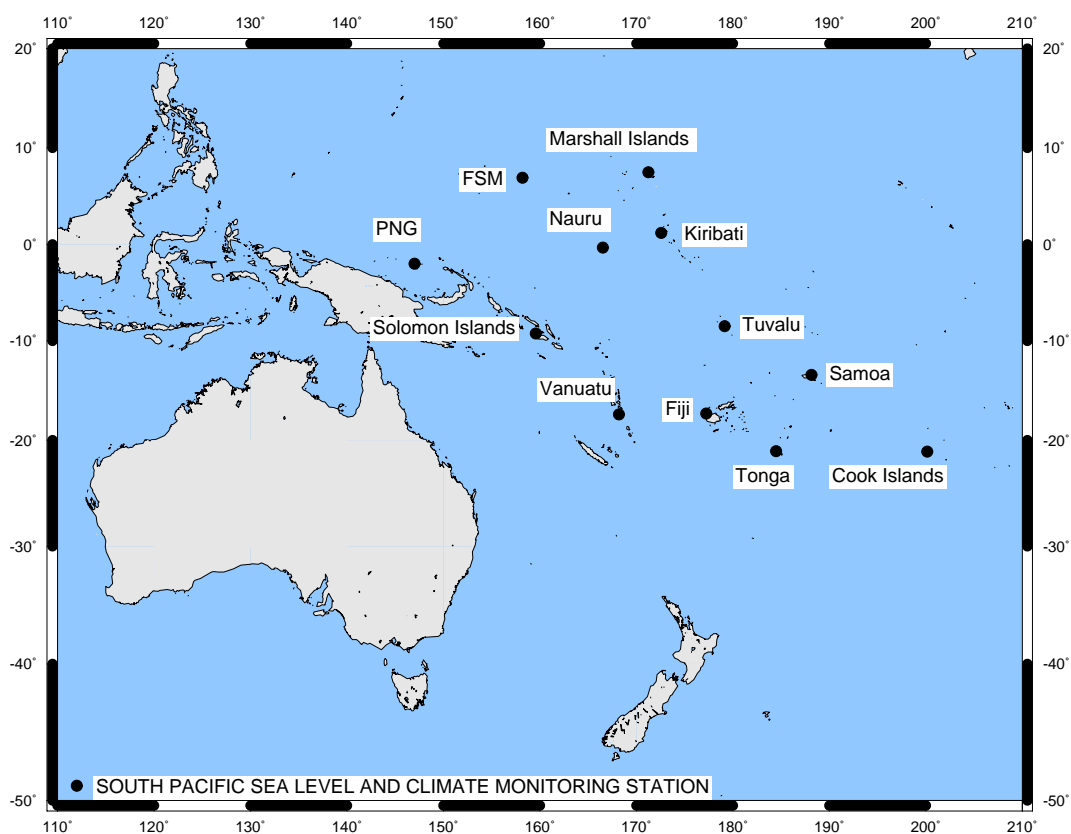 110˚ 120˚ 130˚ 140˚ 150˚ 160˚ 170˚ 180˚ 190˚ 200˚ 210˚
20˚ 20˚
Marshall Islands
10˚ 10˚
FSM
Nauru
PNG
Kiribati
0˚ 0˚
Solomon Islands
Tuvalu
-10˚ -10˚
Samoa
Vanuatu
Fiji
-20˚ -20˚
Tonga
Cook Islands
-30˚ -30˚
-40˚ -40˚
SOUTH PACIFIC SEA LEVEL AND CLIMATE MONITORING STATION
-50˚ -50˚
110˚ 120˚ 130˚ 140˚ 150˚ 160˚ 170˚ 180˚ 190˚ 200˚ 210˚